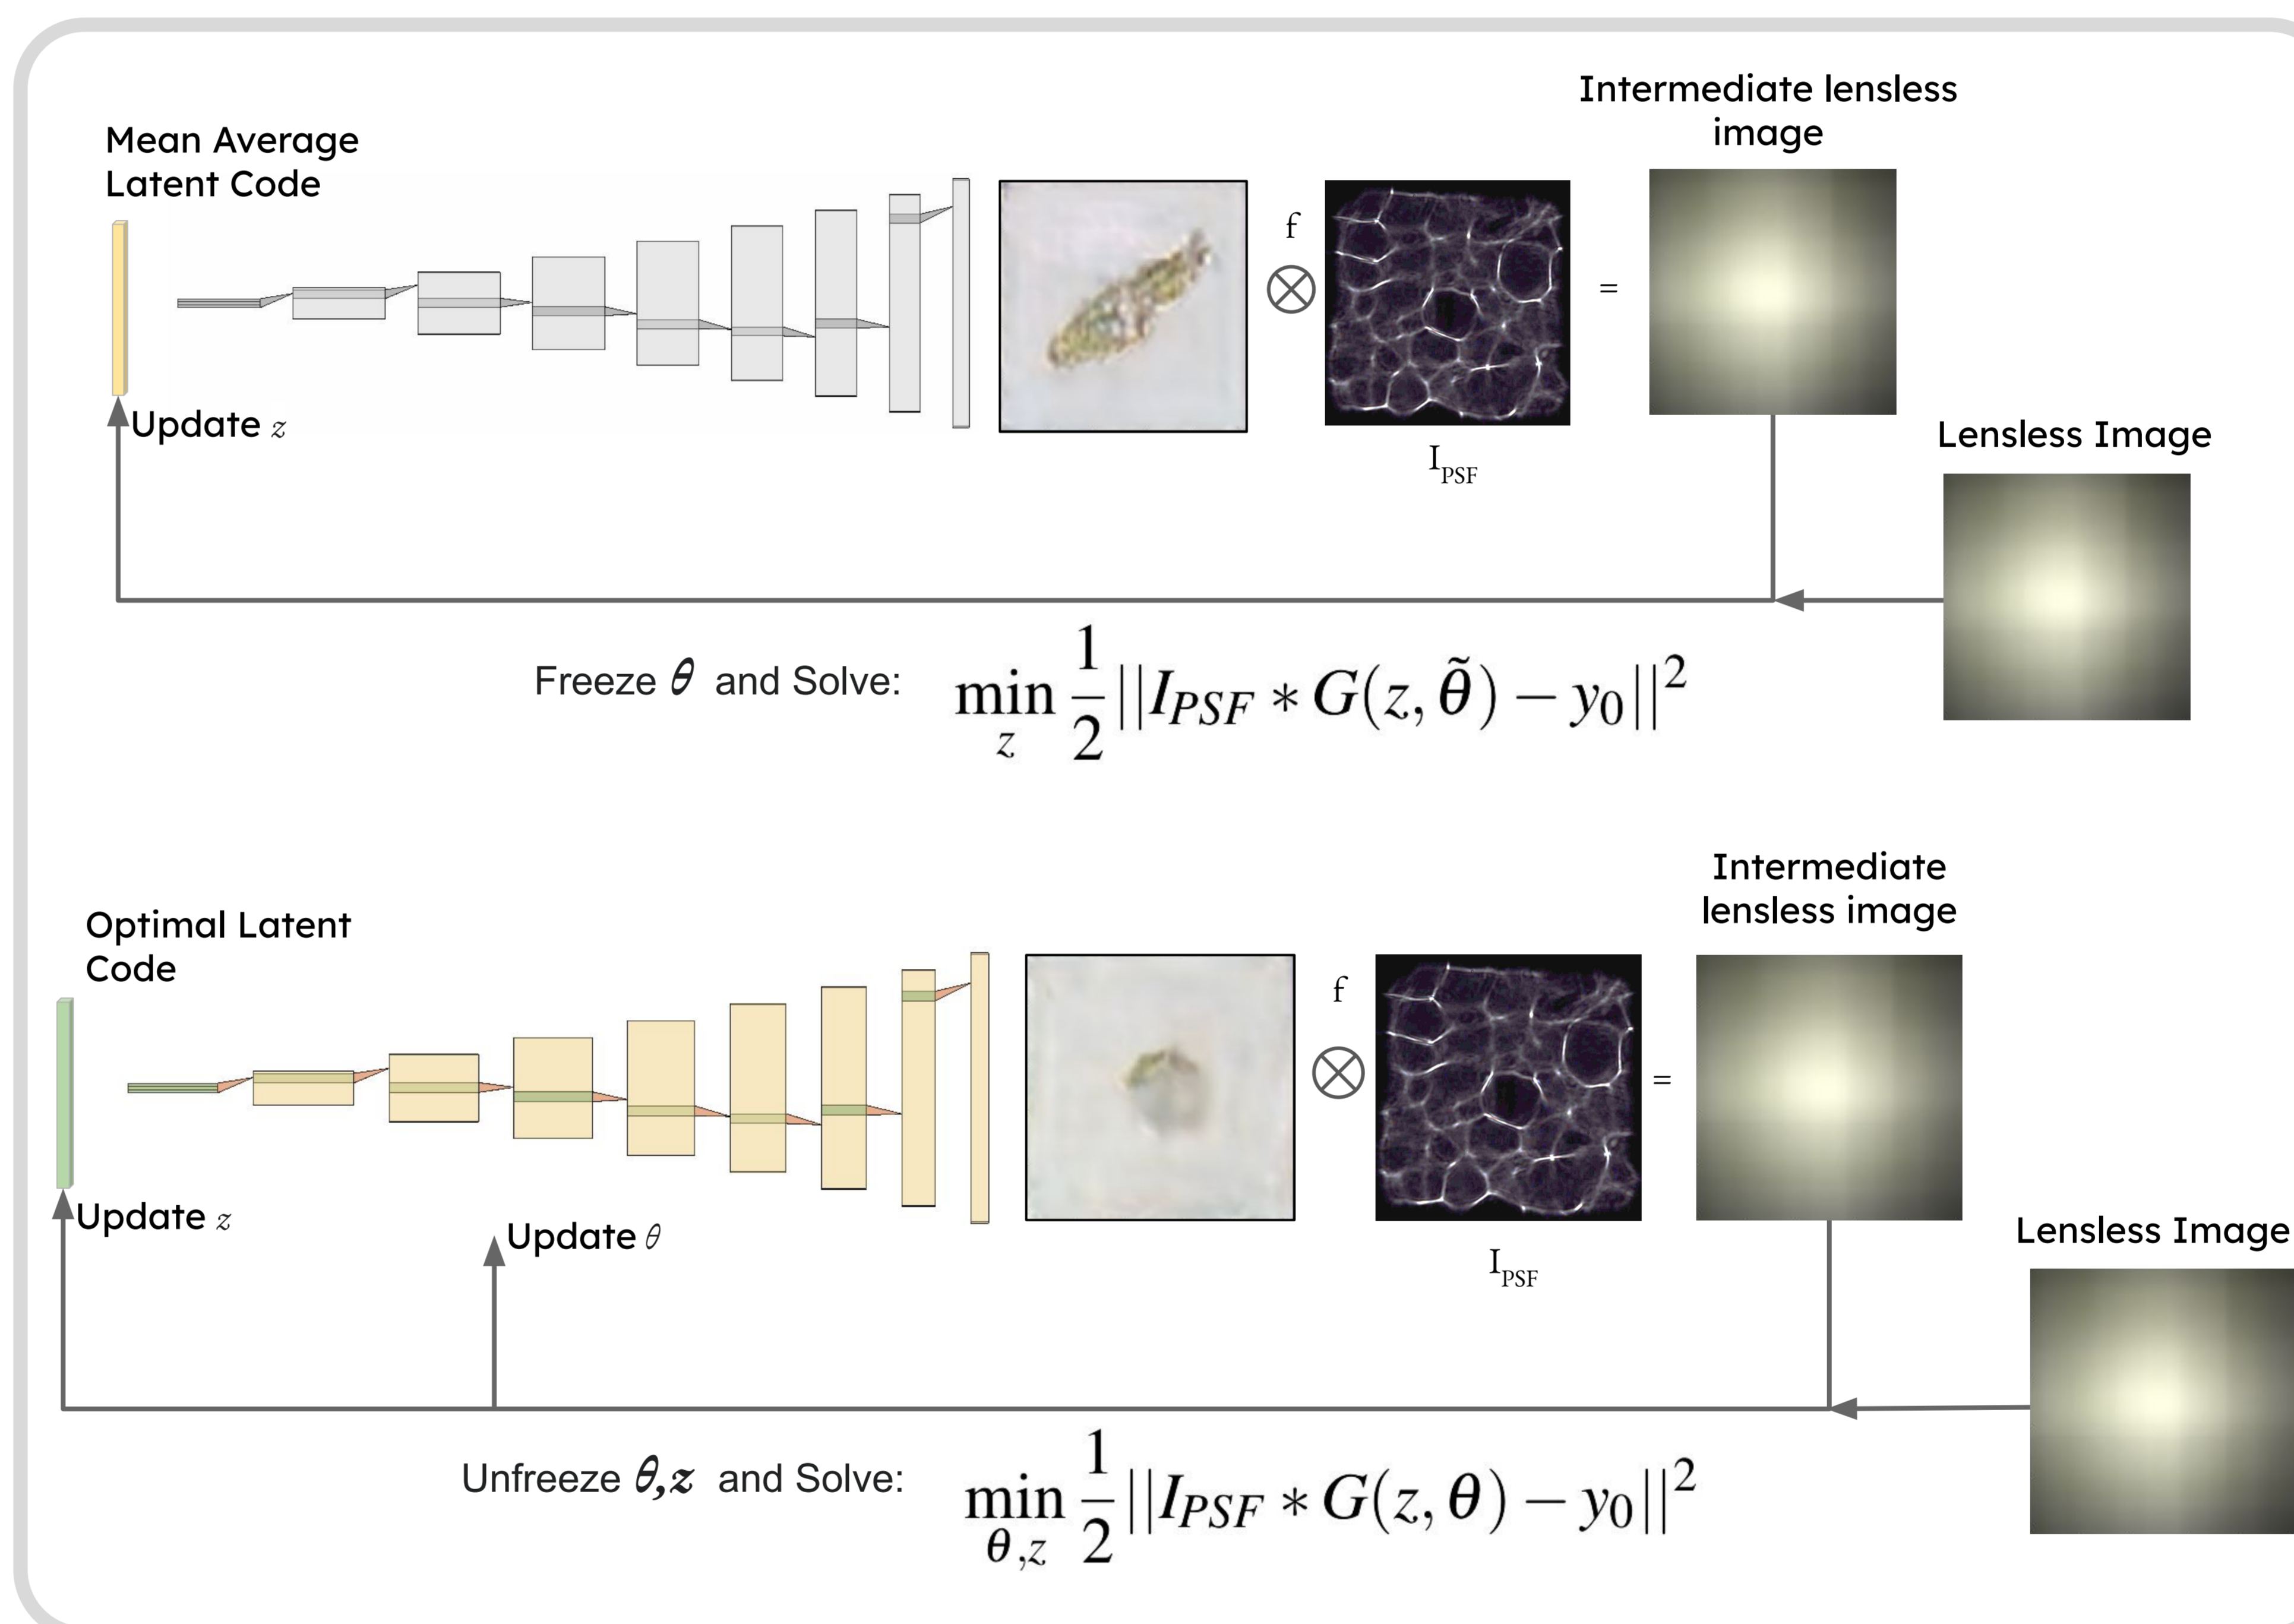 Intermediate lensless
image
Mean Average
Latent Code
f
⊗
=
Update z
I_PSF
Lensless Image
Freeze θ and Solve: min_z 1/2 ||I_PSF * G(z, θ̃) − y_0||^2
Intermediate
lensless image
Optimal Latent
Code
f
⊗
=
Update z
Update θ
I_PSF
Lensless Image
Unfreeze θ,z and Solve: min_θ,z 1/2 ||I_PSF * G(z, θ) − y_0||^2